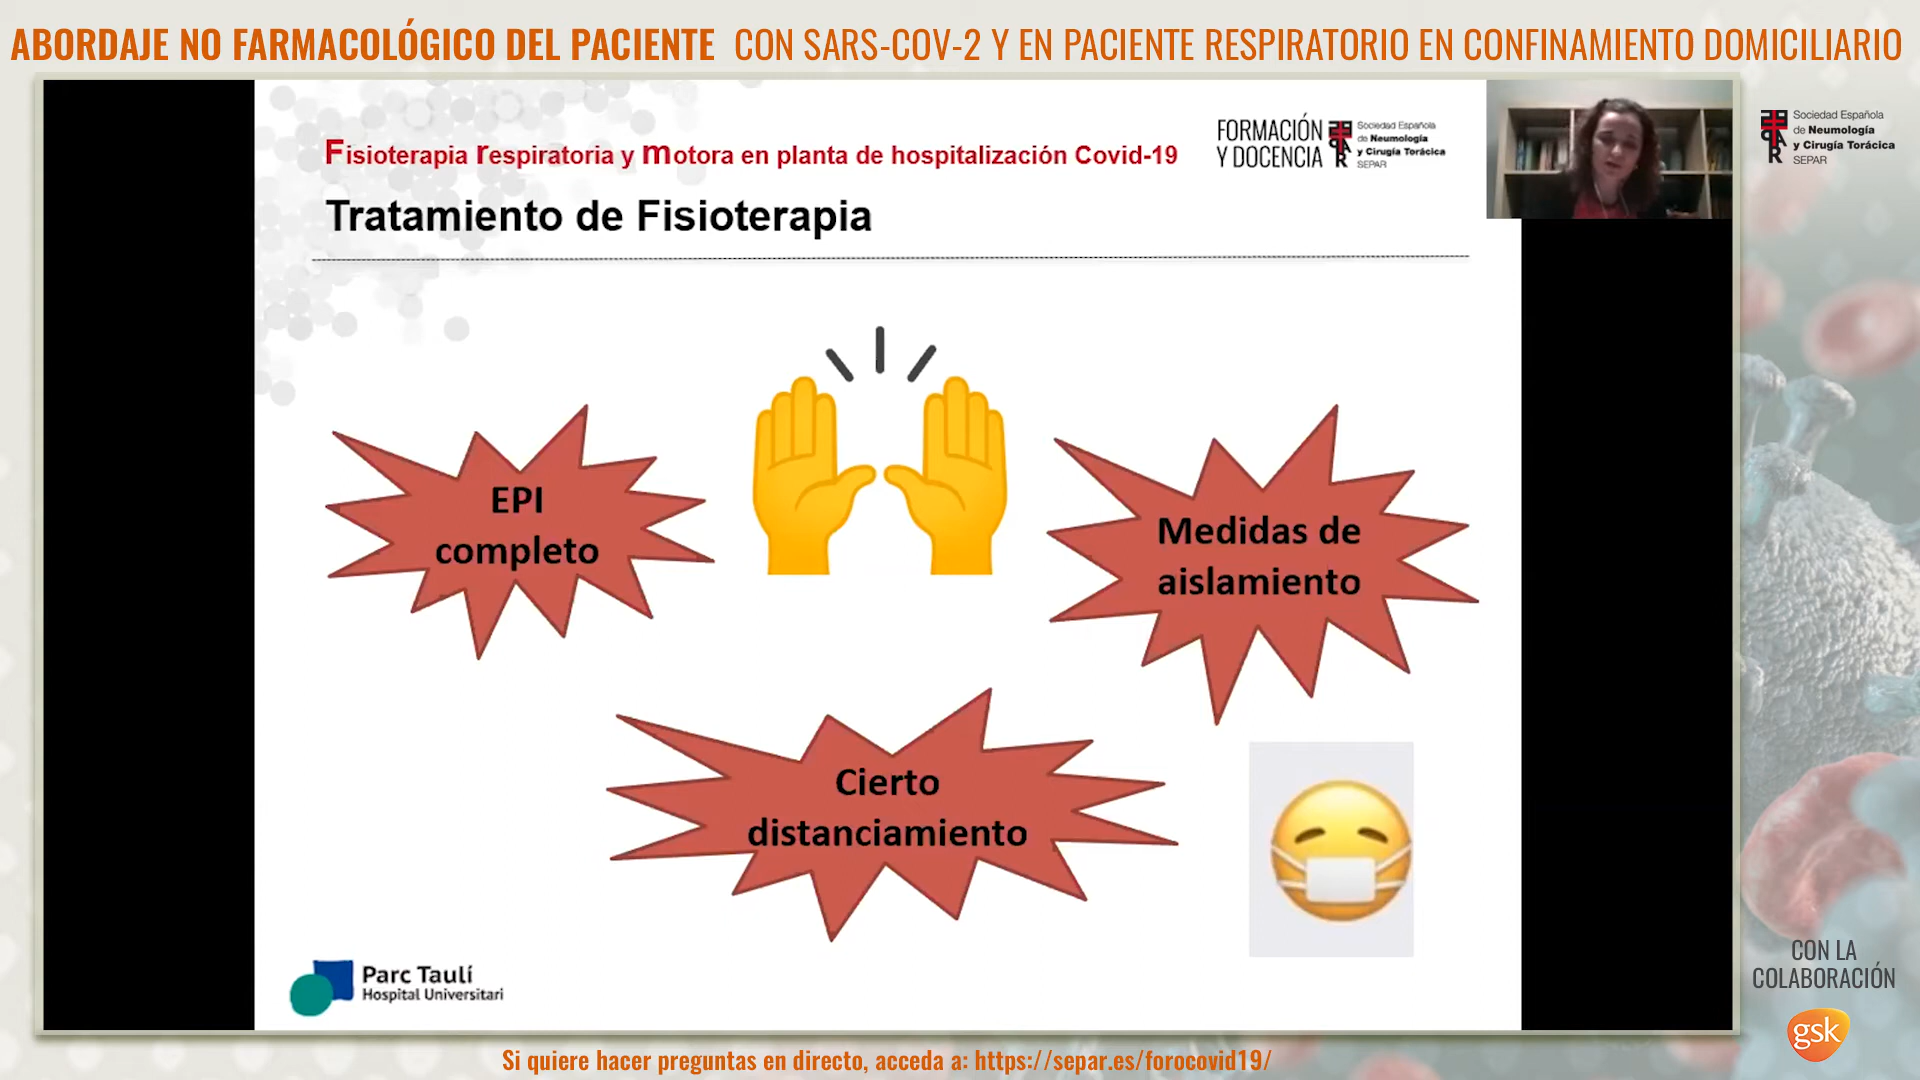 ABORDAJE NO FARMACOLÓGICO DEL PACIENTE CON SARS-COV-2 Y EN PACIENTE RESPIRATORIO EN CONFINAMIENTO DOMICILIARIO
Fisioterapia respiratoria y motora en planta de hospitalización Covid-19
FORMACIÓN
Y DOCENCIA
Sociedad Española
de Neumología
y Cirugía Torácica
SEPAR
Sociedad Española
de Neumología
y Cirugía Torácica
SEPAR
Tratamiento de Fisioterapia
EPI
completo
Medidas de
aislamiento
Cierto
distanciamiento
Parc Taulí
Hospital Universitari
CON LA
COLABORACIÓN
gsk
Si quiere hacer preguntas en directo, acceda a: https://separ.es/forocovid19/